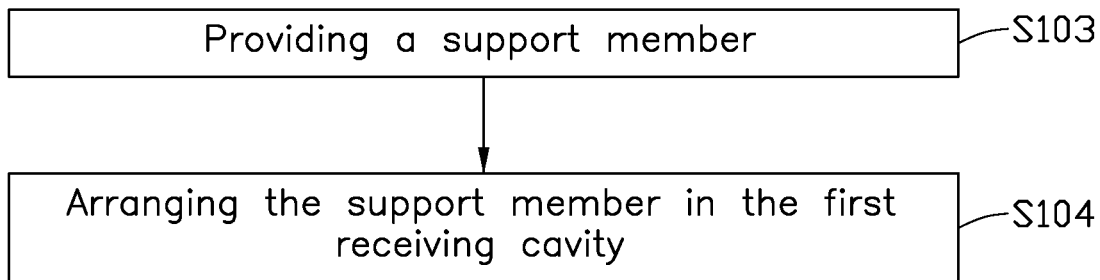 Providing a support member
S103
Arranging the support member in the first
receiving cavity
S104